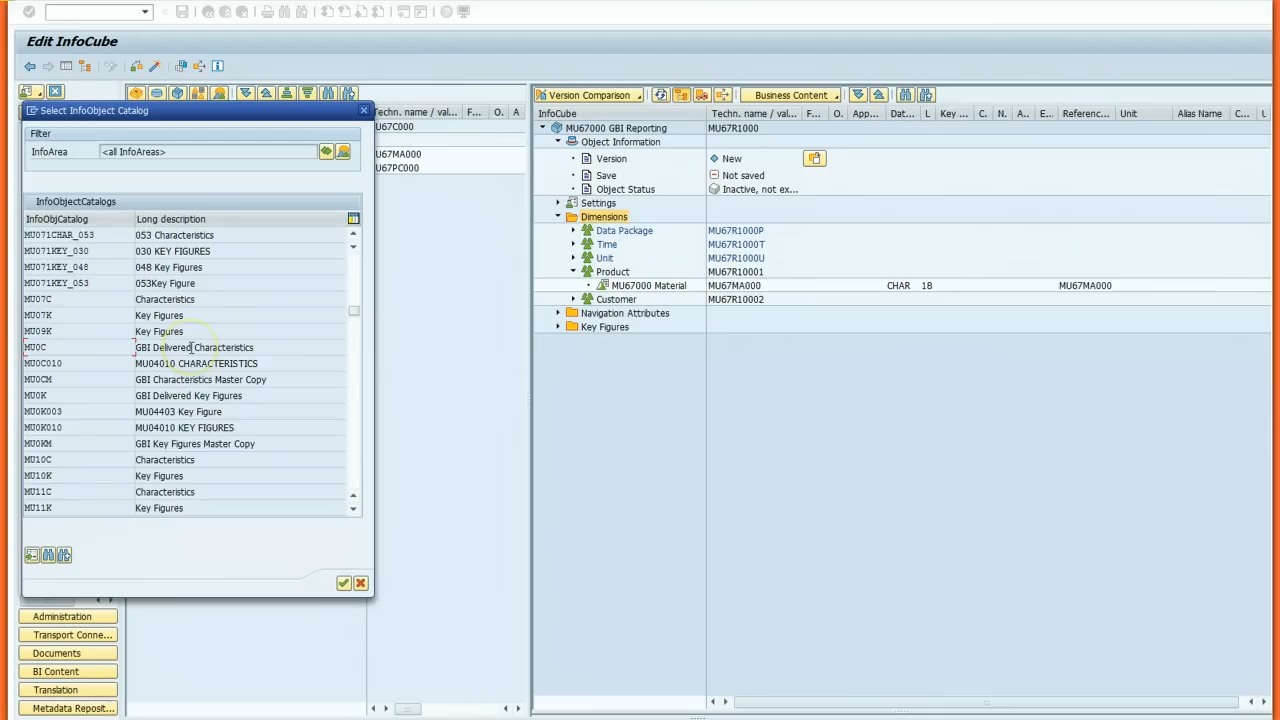 Edit InfoCube
Select InfoObject Catalog
Filter
InfoArea <all InfoAreas>
InfoObjectCatalogs
InfoObjCatalog Long description
MU071CHAR_053 053 Characteristics
MU071KEY_030 030 KEY FIGURES
MU071KEY_048 048 Key Figures
MU071KEY_053 053Key Figure
MU07C Characteristics
MU07K Key Figures
MU09K Key Figures
MU0C GBI Delivered Characteristics
MU0C010 MU04010 CHARACTERISTICS
MU0CM GBI Characteristics Master Copy
MU0K GBI Delivered Key Figures
MU0K003 MU04403 Key Figure
MU0K010 MU04010 KEY FIGURES
MU0KM GBI Key Figures Master Copy
MU10C Characteristics
MU10K Key Figures
MU11C Characteristics
MU11K Key Figures
Administration
Transport Conne...
Documents
BI Content
Translation
Metadata Reposit...
Techn. name / val... F... O. A
U67C000
U67MA000
U67PC000
Version Comparison Business Content
InfoCube Techn. name / val... F... O. App... Dat... L Key ... C. N. A.. E... Referenc... Unit Alias Name C... U
MU67000 GBI Reporting MU67R1000
Object Information
Version New
Save Not saved
Object Status Inactive, not ex...
Settings
Dimensions
Data Package MU67R1000P
Time MU67R1000T
Unit MU67R1000U
Product MU67R10001
MU67000 Material MU67MA000 CHAR 18 MU67MA000
Customer MU67R10002
Navigation Attributes
Key Figures